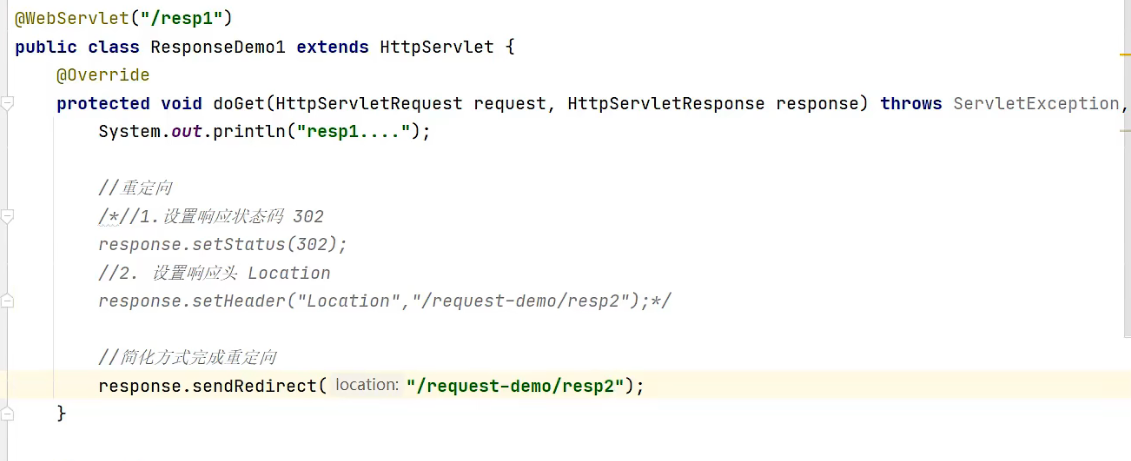 @WebServlet("/resp1")
public class ResponseDemo1 extends HttpServlet {
@Override
protected void doGet(HttpServletRequest request, HttpServletResponse response) throws ServletException,
System.out.println("resp1....");
//重定向
/*//1.设置响应状态码 302
response.setStatus(302);
//2. 设置响应头 Location
response.setHeader("Location","/request-demo/resp2");*/
//简化方式完成重定向
response.sendRedirect( location: "/request-demo/resp2");
}